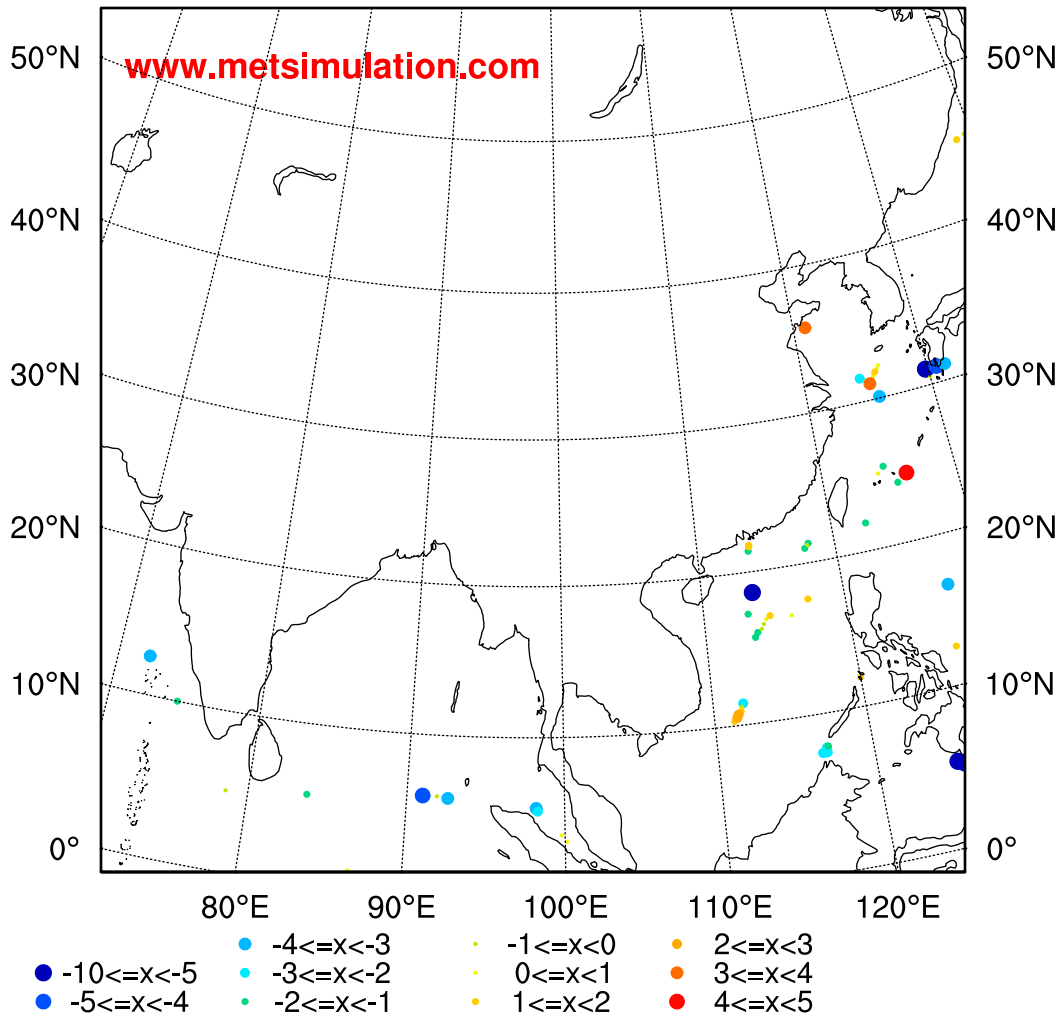 50°N 50°N
www.metsimulation.com
40°N 40°N
30°N 30°N
20°N 20°N
10°N 10°N
0° 0°
80°E 90°E 100°E 110°E 120°E
-4<=x<-3 -1<=x<0 2<=x<3
-10<=x<-5 -3<=x<-2 0<=x<1 3<=x<4
-5<=x<-4 -2<=x<-1 1<=x<2 4<=x<5